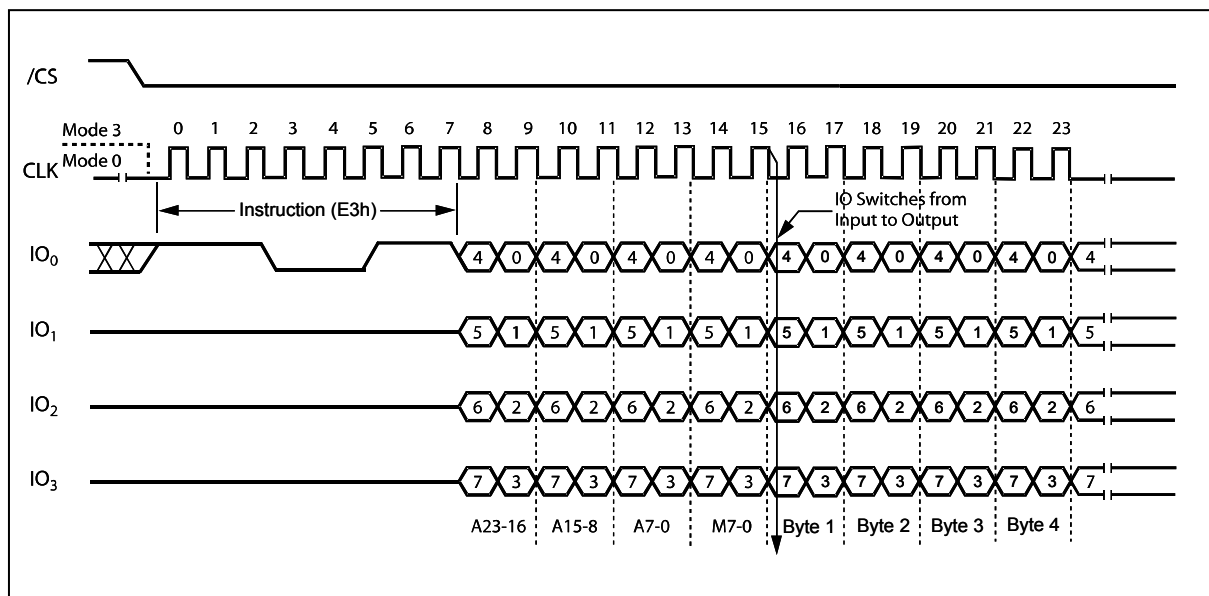 /CS
Mode 3
0 1 2 3 4 5 6 7 8 9 10 11 12 13 14 15 16 17 18 19 20 21 22 23
Mode 0
CLK
Instruction (E3h)
IO Switches from
Input to Output
IO0
4 0 4 0 4 0 4 0 4 0 4 0 4 0 4 0 4
IO1
5 1 5 1 5 1 5 1 5 1 5 1 5 1 5 1 5
IO2
6 2 6 2 6 2 6 2 6 2 6 2 6 2 6 2 6
IO3
7 3 7 3 7 3 7 3 7 3 7 3 7 3 7 3 7
A23-16 A15-8 A7-0 M7-0 Byte 1 Byte 2 Byte 3 Byte 4